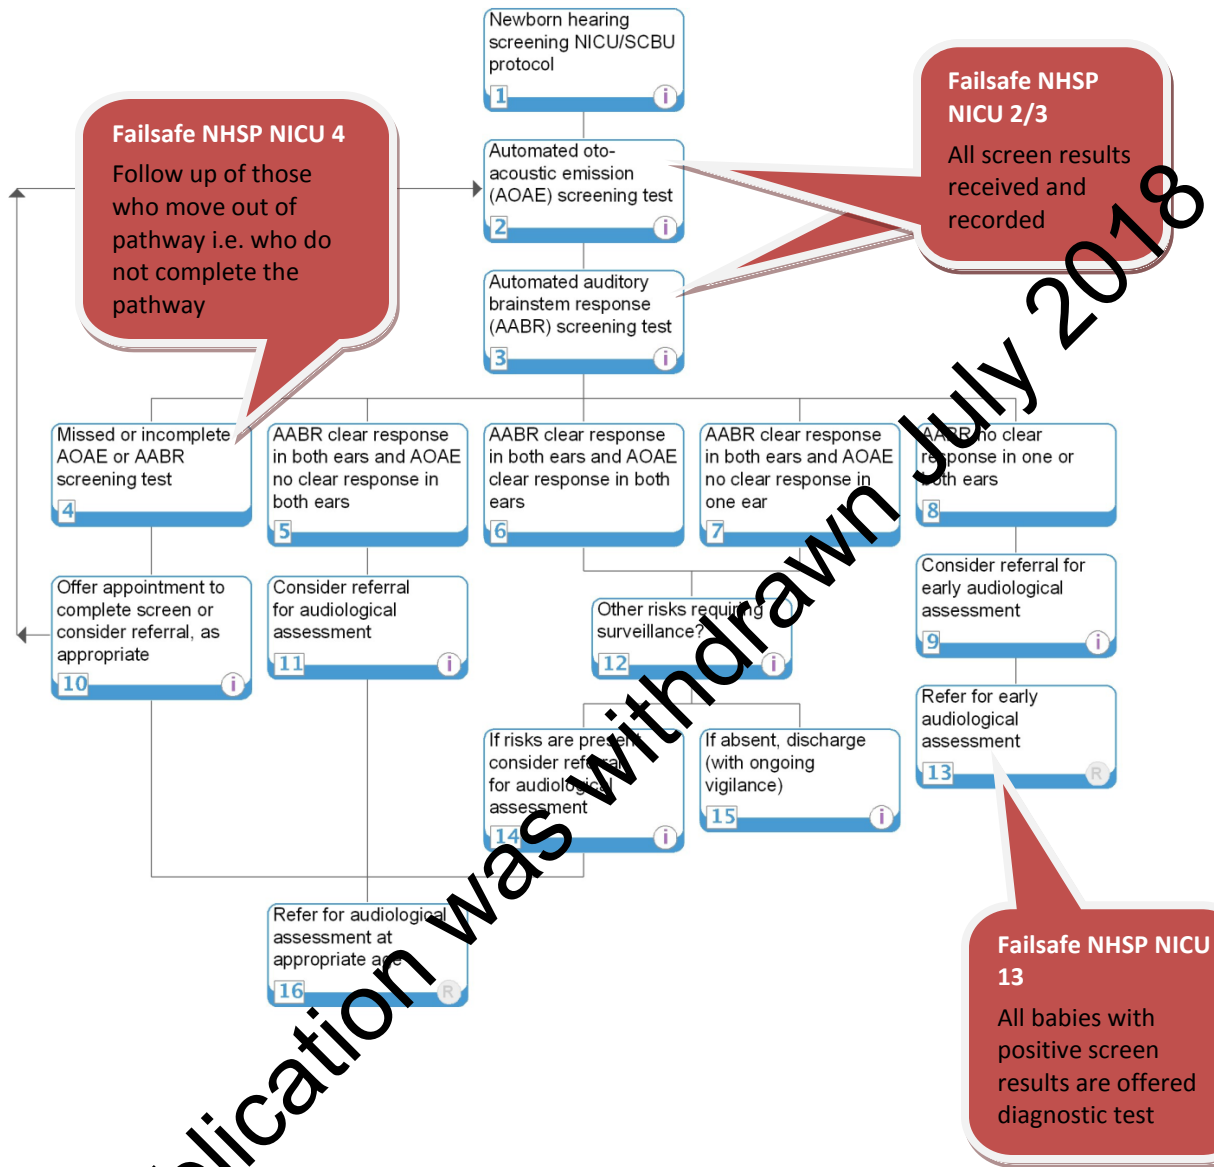 Newborn hearing
screening NICU/SCBU
protocol
1
i
Failsafe NHSP
NICU 2/3
All screen results
received and
recorded
Failsafe NHSP NICU 4
Follow up of those
who move out of
pathway i.e. who do
not complete the
pathway
Automated oto-
acoustic emission
(AOAE) screening test
2
i
Automated auditory
brainstem response
(AABR) screening test
3
i
Missed or incomplete
AOAE or AABR
screening test
4
AABR clear response
in both ears and AOAE
no clear response in
both ears
5
AABR clear response
in both ears and AOAE
clear response in both
ears
6
AABR clear response
in both ears and AOAE
no clear response in
one ear
7
AABR no clear
response in one or
both ears
8
Offer appointment to
complete screen or
consider referral, as
appropriate
10
i
Consider referral
for audiological
assessment
11
i
Other risks requiring
surveillance?
12
i
Consider referral for
early audiological
assessment
9
i
If risks are present
consider referral
for audiological
assessment
14
i
If absent, discharge
(with ongoing
vigilance)
15
i
Refer for early
audiological
assessment
13
R
Refer for audiological
assessment at
appropriate age
16
R
Failsafe NHSP NICU
13
All babies with
positive screen
results are offered
diagnostic test
was withdrawn July 2018